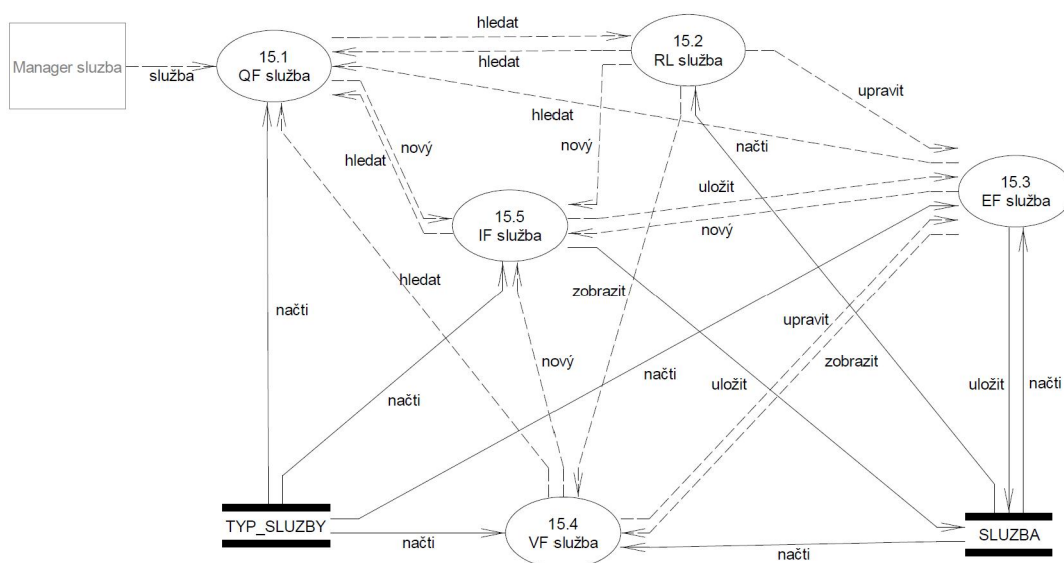 hledat
15.1
QF služba
15.2
RL služba
Manager sluzba
služba
hledat
upravit
hledat
nový
hledat
nový
načti
uložit
15.3
EF služba
15.5
IF služba
nový
hledat
zobrazit
načti
upravit
nový
načti
zobrazit
načti
uložit
uložit
načti
TYP_SLUZBY
načti
15.4
VF služba
načti
SLUZBA